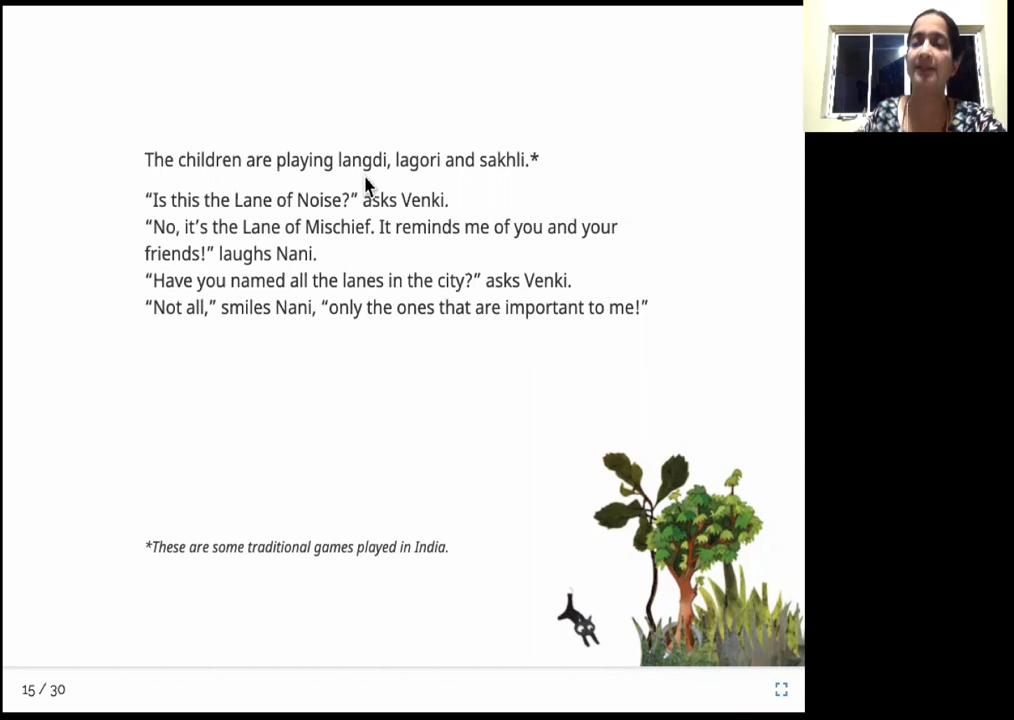 The children are playing langdi, lagori and sakhli.*
“Is this the Lane of Noise?” asks Venki.
“No, it’s the Lane of Mischief. It reminds me of you and your
friends!” laughs Nani.
“Have you named all the lanes in the city?” asks Venki.
“Not all,” smiles Nani, “only the ones that are important to me!”
*These are some traditional games played in India.
15 / 30